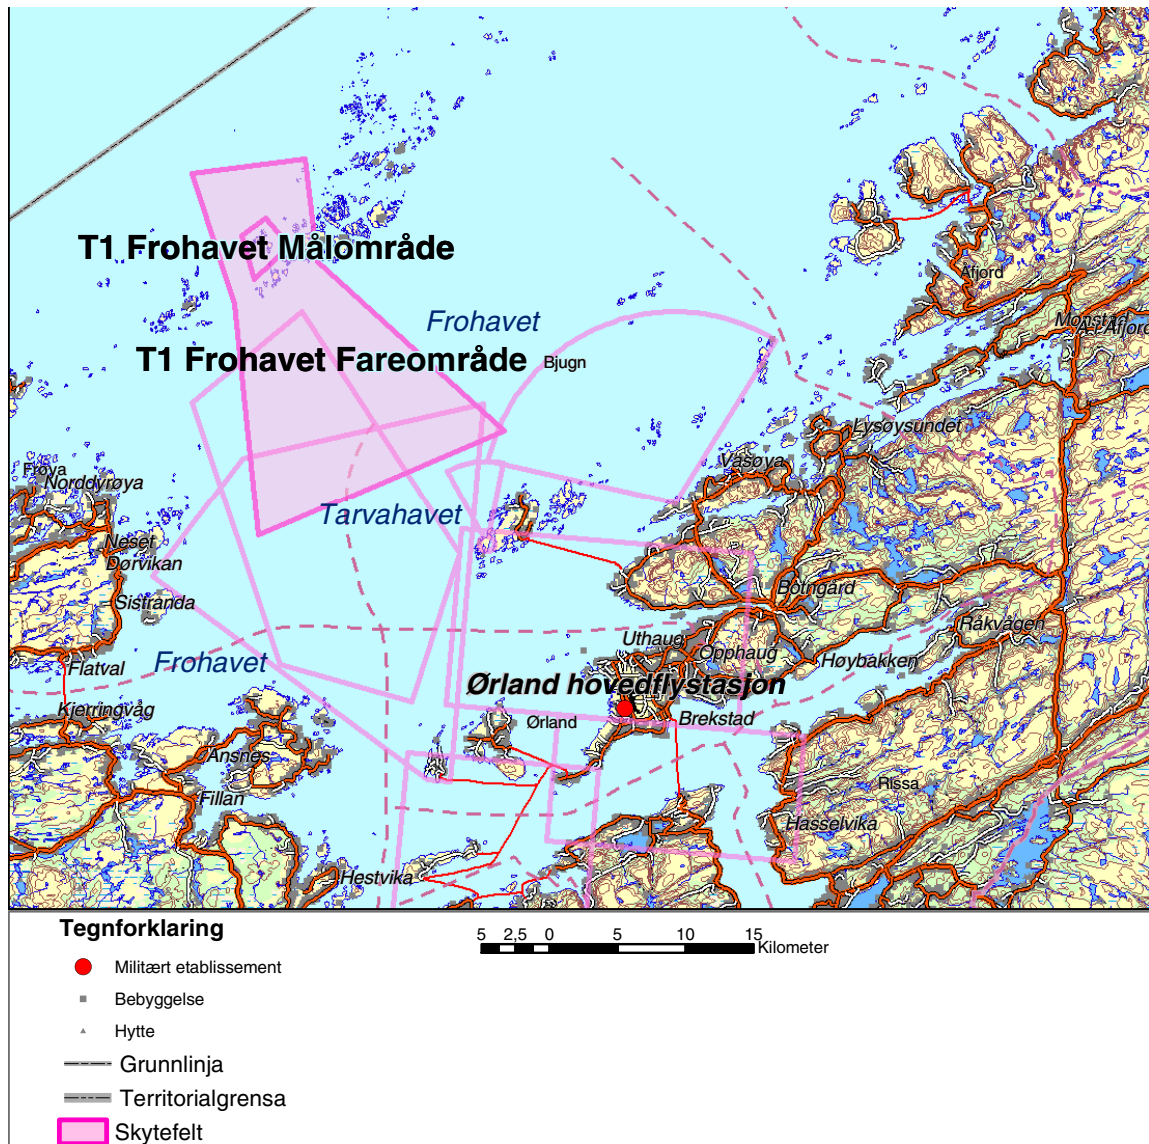 T1 Frohavet Målområde
Åfjord
Monstad
A i Åfjord
Frohavet
T1 Frohavet Fareområde
Bjugn
Lysøysundet
Vasøya
Frøya
Norddyrøya
Tarvahavet
Neset
Dørvikan
Botngård
Sistranda
Råkvågen
Uthaug
Opphaug
Høybakken
Frohavet
Flatval
Ørland hovedflystasjon
Kjerringvåg
Ørland
Brekstad
Ansnes
Rissa
Fillan
Hasselvika
Hestvika
Tegnforklaring
5 2,5 0 5 10 15
Kilometer
Militært etablissement
Bebyggelse
Hytte
Grunnlinja
Territorialgrensa
Skytefelt